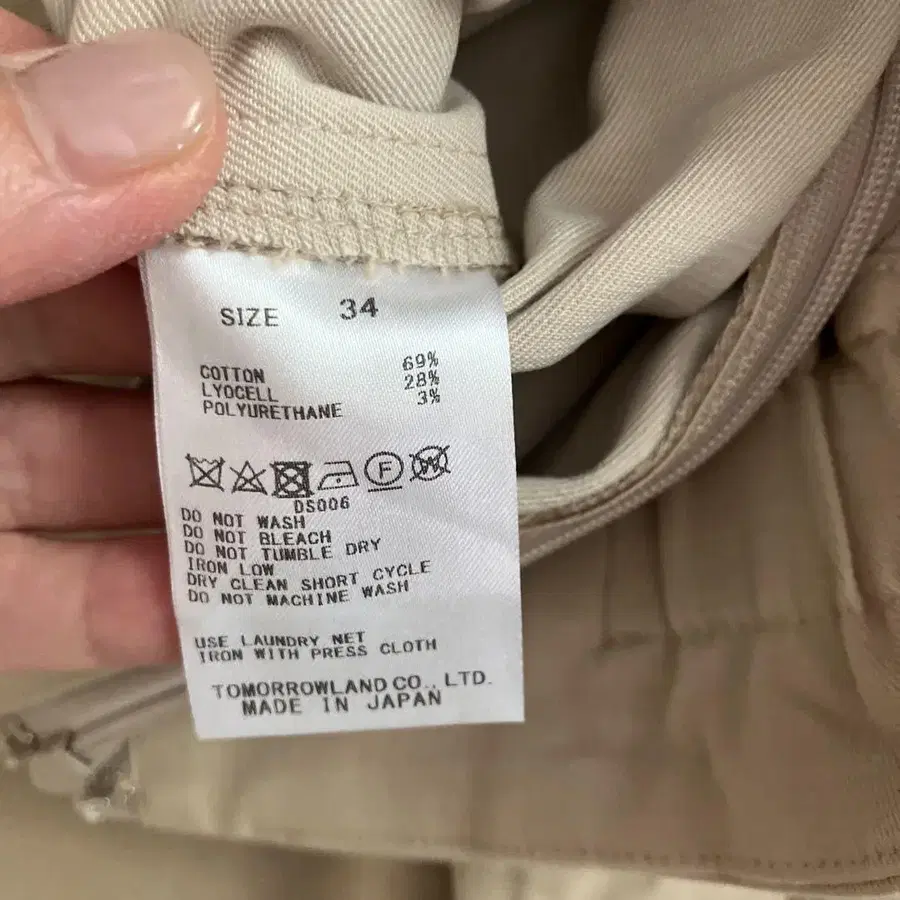 SIZE 34
COTTON 69%
LYOCELL 28%
POLYURETHANE 3%
F W
DS006
DO NOT WASH
DO NOT BLEACH
DO NOT TUMBLE DRY
IRON LOW
DRY CLEAN SHORT CYCLE
DO NOT MACHINE WASH
USE LAUNDRY NET
IRON WITH PRESS CLOTH
TOMORROWLAND CO., LTD.
MADE IN JAPAN